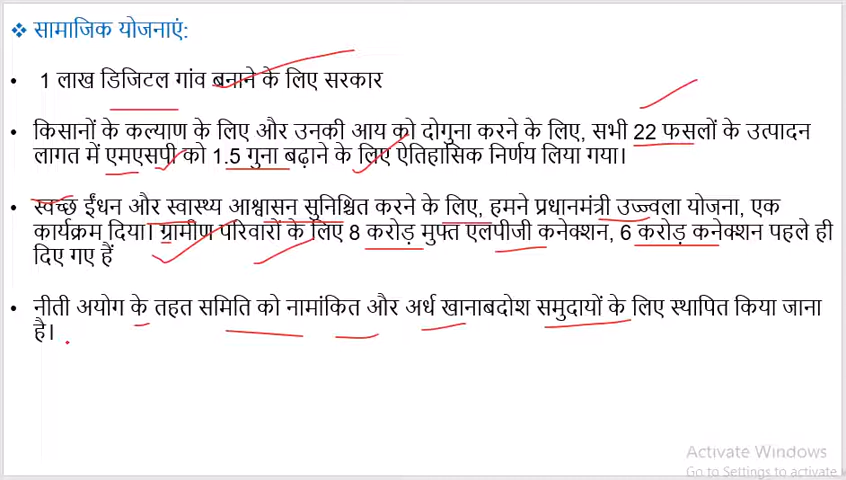 ❖ सामाजिक योजनाएं:
• 1 लाख डिजिटल गांव बनाने के लिए सरकार
• किसानों के कल्याण के लिए और उनकी आय को दोगुना करने के लिए, सभी 22 फसलों के उत्पादन
लागत में एमएसपी को 1.5 गुना बढ़ाने के लिए ऐतिहासिक निर्णय लिया गया।
• स्वच्छ ईंधन और स्वास्थ्य आश्वासन सुनिश्चित करने के लिए, हमने प्रधानमंत्री उज्ज्वला योजना, एक
कार्यक्रम दिया। ग्रामीण परिवारों के लिए 8 करोड़ मुफ्त एलपीजी कनेक्शन, 6 करोड़ कनेक्शन पहले ही
दिए गए हैं
• नीती अयोग के तहत समिति को नामांकित और अर्ध खानाबदोश समुदायों के लिए स्थापित किया जाना
है।
Activate Windows
Go to Settings to activate